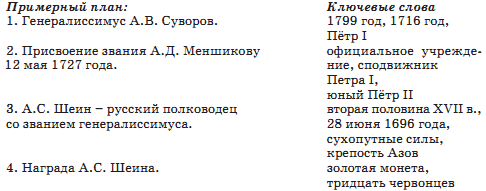 Примерный план: Ключевые слова
1. Генералиссимус А.В. Суворов. 1799 год, 1716 год,
Пётр I
2. Присвоение звания А.Д. Меншикову официальное учрежде-
12 мая 1727 года. ние, сподвижник
Петра I,
юный Пётр II
3. А.С. Шеин – русский полководец вторая половина XVII в.,
со званием генералиссимуса. 28 июня 1696 года,
сухопутные силы,
крепость Азов
4. Награда А.С. Шеина. золотая монета,
тридцать червонцев